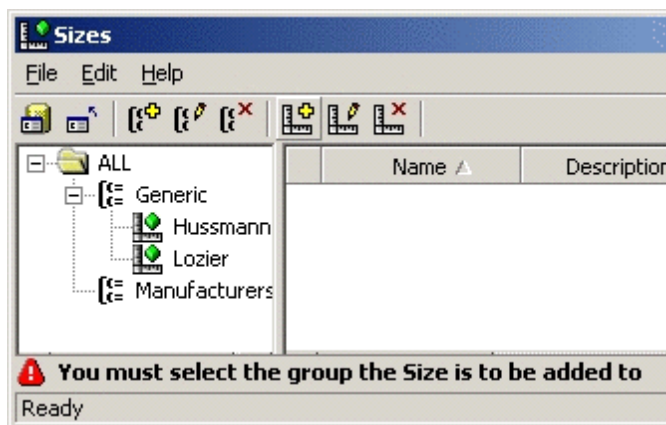 Sizes
File Edit Help
ALL
Name Description
Generic
Hussmann
Lozier
Manufacturers
You must select the group the Size is to be added to
Ready